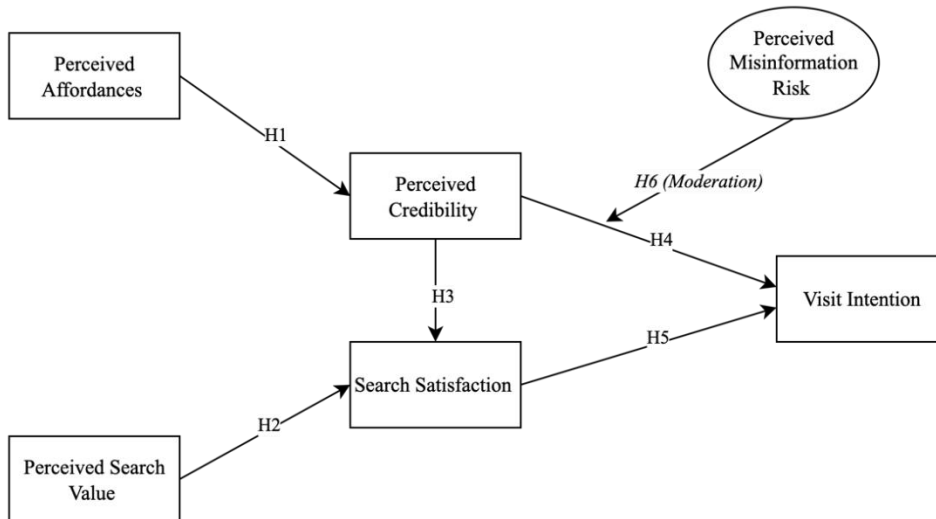 Perceived
Affordances
Perceived
Misinformation
Risk
H1
H6 (Moderation)
Perceived
Credibility
H4
H3
Visit Intention
H5
Search Satisfaction
H2
Perceived Search
Value